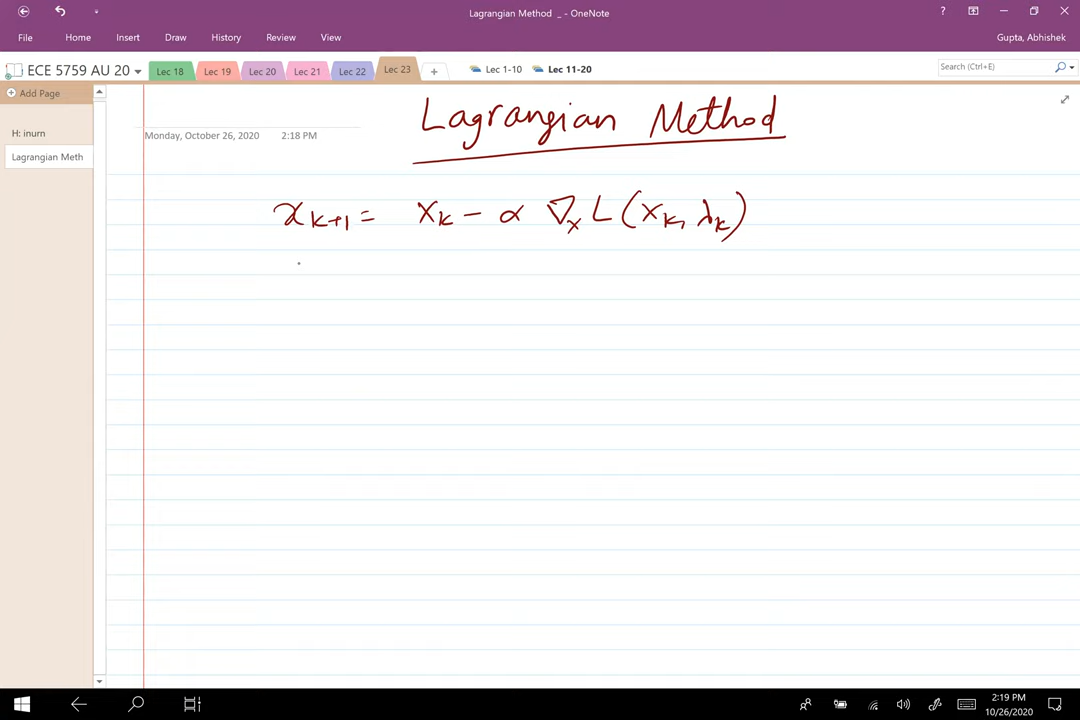 Lagrangian Method _ - OneNote
?
File Home Insert Draw History Review View
Gupta, Abhishek
ECE 5759 AU 20
Lec 18 Lec 19 Lec 20 Lec 21 Lec 22 Lec 23 +
Lec 1-10 Lec 11-20
Search (Ctrl+E)
Add Page
H: inurn
Lagrangian Meth
Lagrangian Method
Monday, October 26, 2020 2:18 PM
x_{k+1} = x_k - α ∇_x L(x_k, λ_k)
2:19 PM
10/26/2020